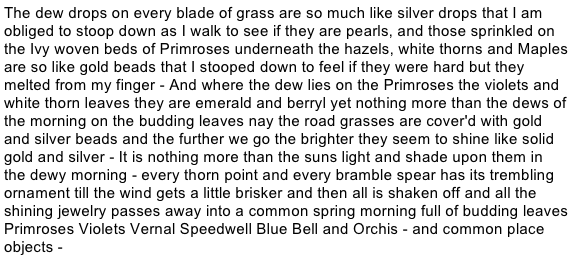 The dew drops on every blade of grass are so much like silver drops that I am
obliged to stoop down as I walk to see if they are pearls, and those sprinkled on
the Ivy woven beds of Primroses underneath the hazels, white thorns and Maples
are so like gold beads that I stooped down to feel if they were hard but they
melted from my finger - And where the dew lies on the Primroses the violets and
white thorn leaves they are emerald and berryl yet nothing more than the dews of
the morning on the budding leaves nay the road grasses are cover'd with gold
and silver beads and the further we go the brighter they seem to shine like solid
gold and silver - It is nothing more than the suns light and shade upon them in
the dewy morning - every thorn point and every bramble spear has its trembling
ornament till the wind gets a little brisker and then all is shaken off and all the
shining jewelry passes away into a common spring morning full of budding leaves
Primroses Violets Vernal Speedwell Blue Bell and Orchis - and common place
objects -